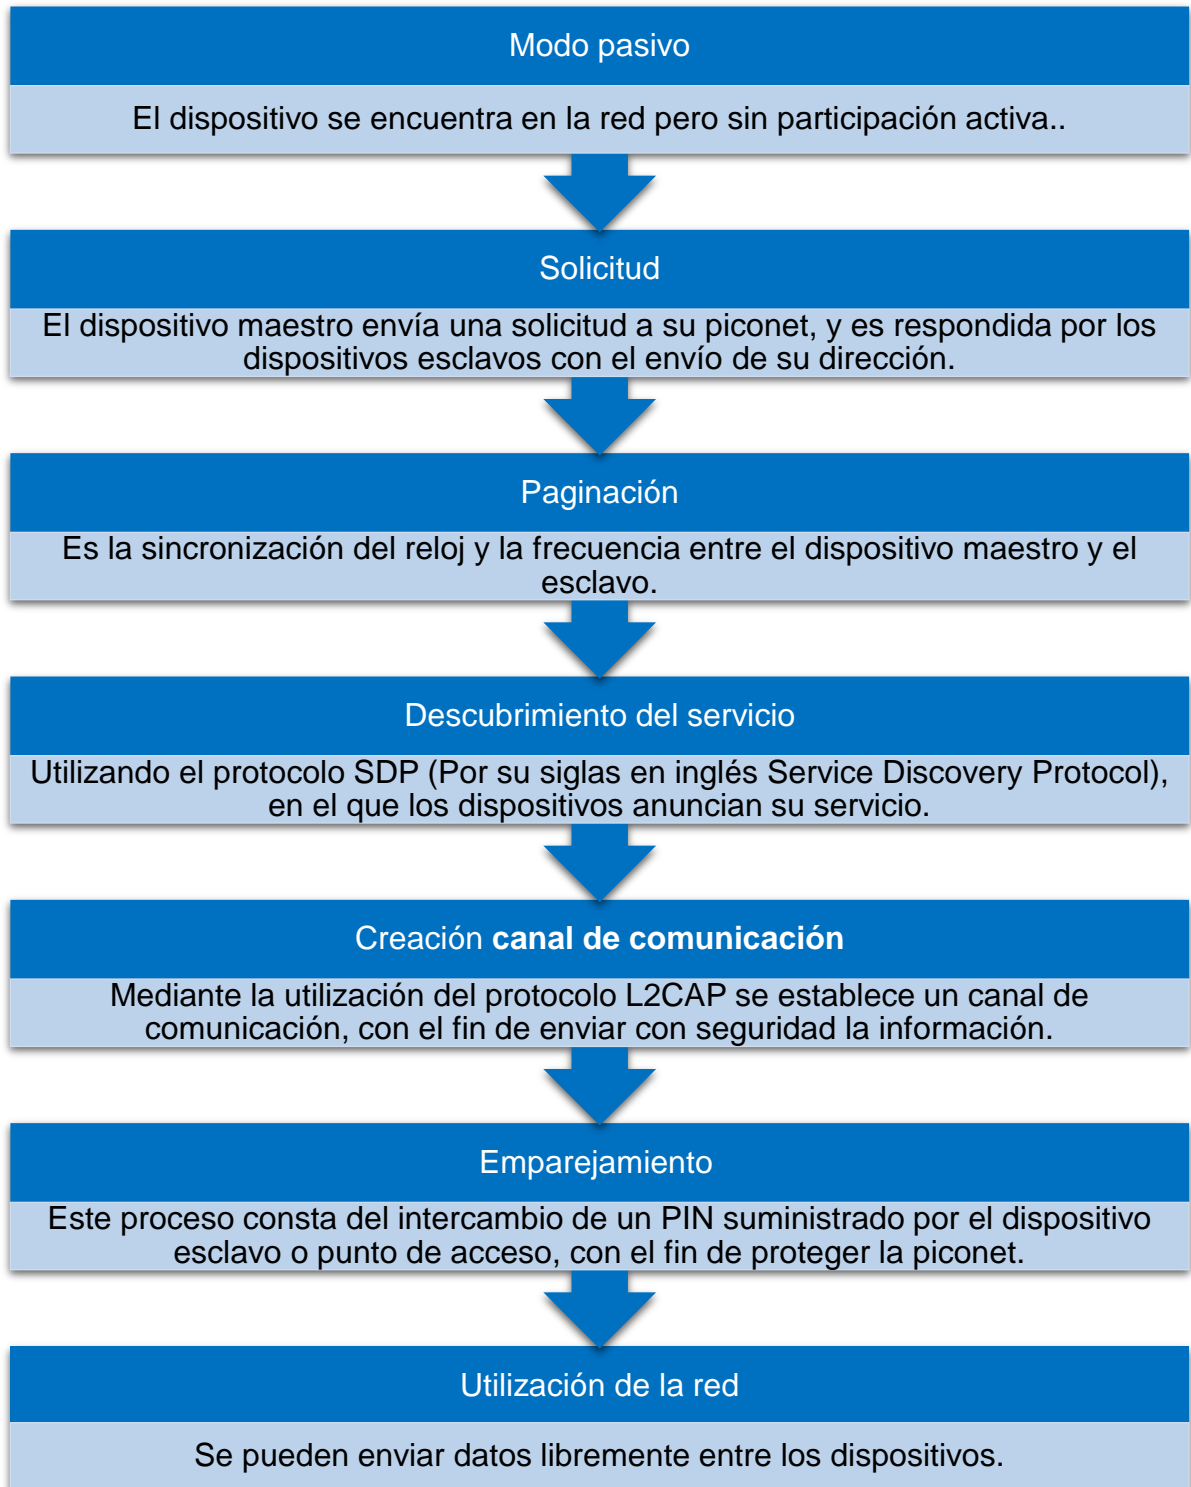 Modo pasivo
El dispositivo se encuentra en la red pero sin participación activa..
Solicitud
El dispositivo maestro envía una solicitud a su piconet, y es respondida por los
dispositivos esclavos con el envío de su dirección.
Paginación
Es la sincronización del reloj y la frecuencia entre el dispositivo maestro y el
esclavo.
Descubrimiento del servicio
Utilizando el protocolo SDP (Por su siglas en inglés Service Discovery Protocol),
en el que los dispositivos anuncian su servicio.
Creación canal de comunicación
Mediante la utilización del protocolo L2CAP se establece un canal de
comunicación, con el fin de enviar con seguridad la información.
Emparejamiento
Este proceso consta del intercambio de un PIN suministrado por el dispositivo
esclavo o punto de acceso, con el fin de proteger la piconet.
Utilización de la red
Se pueden enviar datos libremente entre los dispositivos.